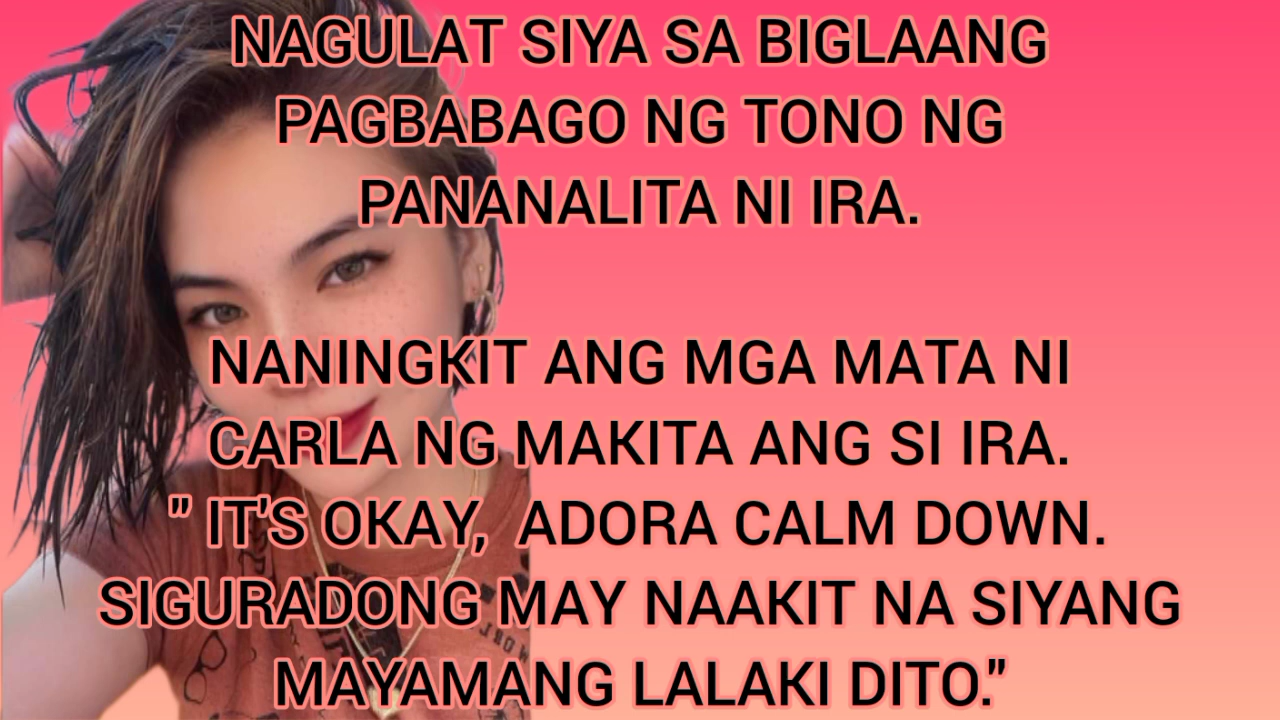 NAGULAT SIYA SA BIGLAANG
PAGBABAGO NG TONO NG
PANANALITA NI IRA.
NANINGKIT ANG MGA MATA NI
CARLA NG MAKITA ANG SI IRA.
" IT'S OKAY,  ADORA CALM DOWN.
SIGURADONG MAY NAAKIT NA SIYANG
MAYAMANG LALAKI DITO."